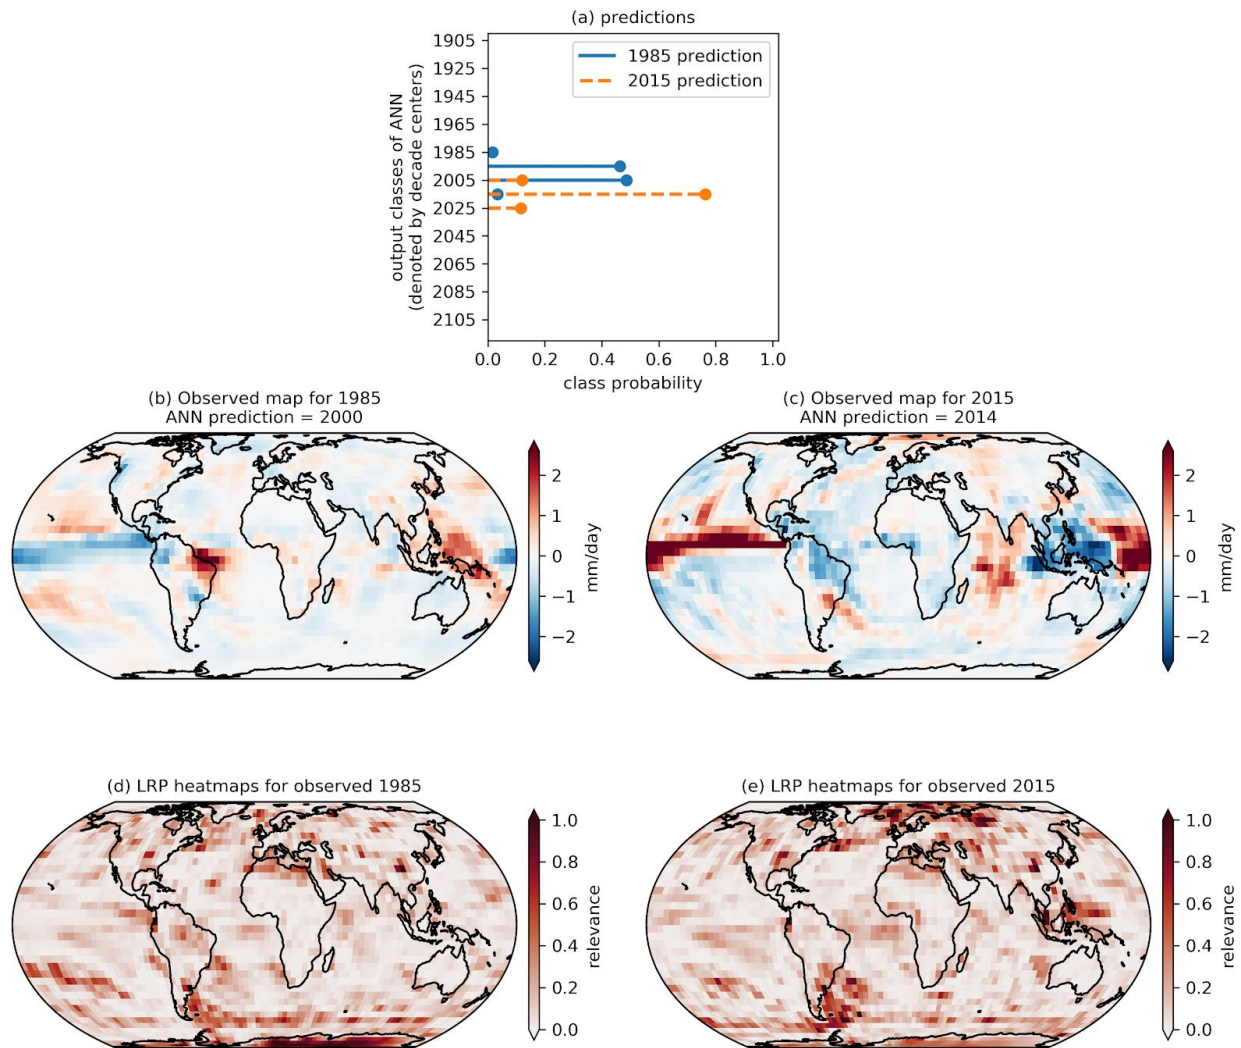 (a) predictions
1905
1925
1945
1965
1985
2005
2025
2045
2065
2085
2105
output classes of ANN
(denoted by decade centers)
1985 prediction
2015 prediction
0.0 0.2 0.4 0.6 0.8 1.0
class probability
(b) Observed map for 1985
ANN prediction = 2000
2
1
0
−1
−2
mm/day
(c) Observed map for 2015
ANN prediction = 2014
2
1
0
−1
−2
mm/day
(d) LRP heatmaps for observed 1985
1.0
0.8
0.6
0.4
0.2
0.0
relevance
(e) LRP heatmaps for observed 2015
1.0
0.8
0.6
0.4
0.2
0.0
relevance